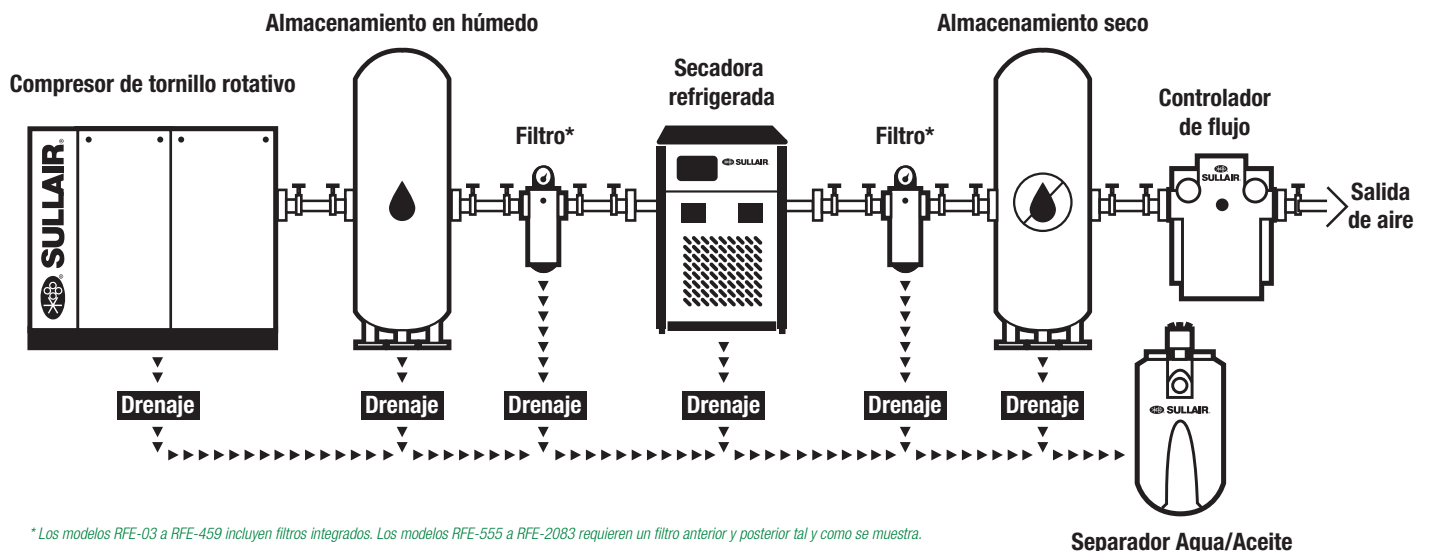 Almacenamiento en húmedo
Almacenamiento seco
Compresor de tornillo rotativo
Secadora
refrigerada
Controlador
de flujo
Filtro*
Filtro*
SULLAIR
SULLAIR
SULLAIR
Salida
de aire
Drenaje
Drenaje
Drenaje
Drenaje
Drenaje
Drenaje
SULLAIR
* Los modelos RFE-03 a RFE-459 incluyen filtros integrados. Los modelos RFE-555 a RFE-2083 requieren un filtro anterior y posterior tal y como se muestra.
Separador Agua/Aceite